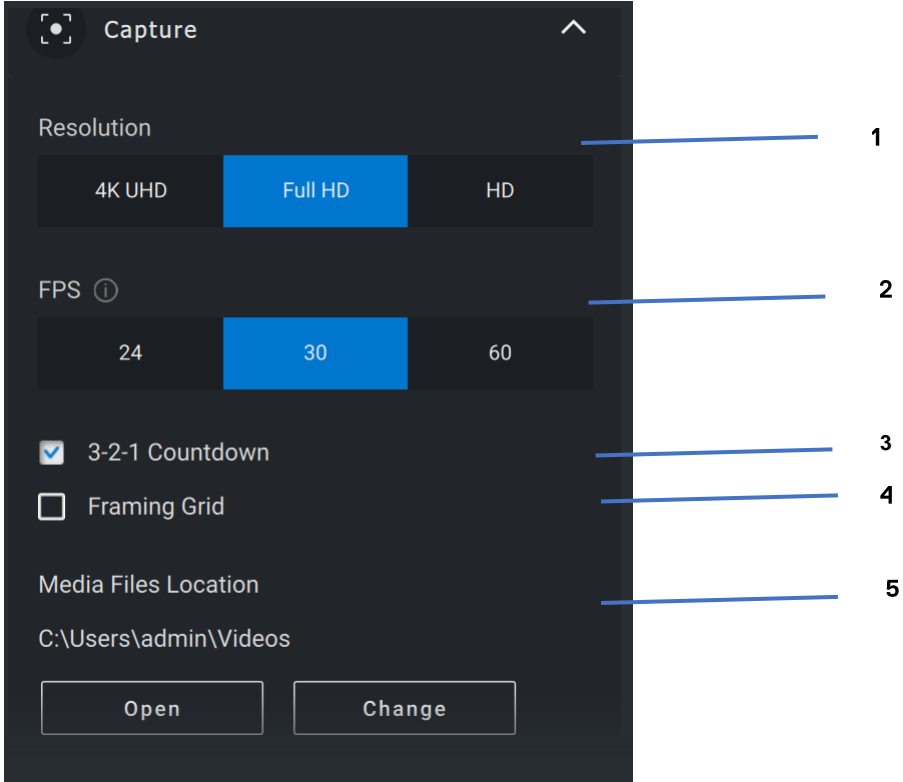 Capture
Resolution
1
4K UHD Full HD HD
FPS
2
24 30 60
3-2-1 Countdown
3
Framing Grid
4
Media Files Location
5
C:\Users\admin\Videos
Open Change